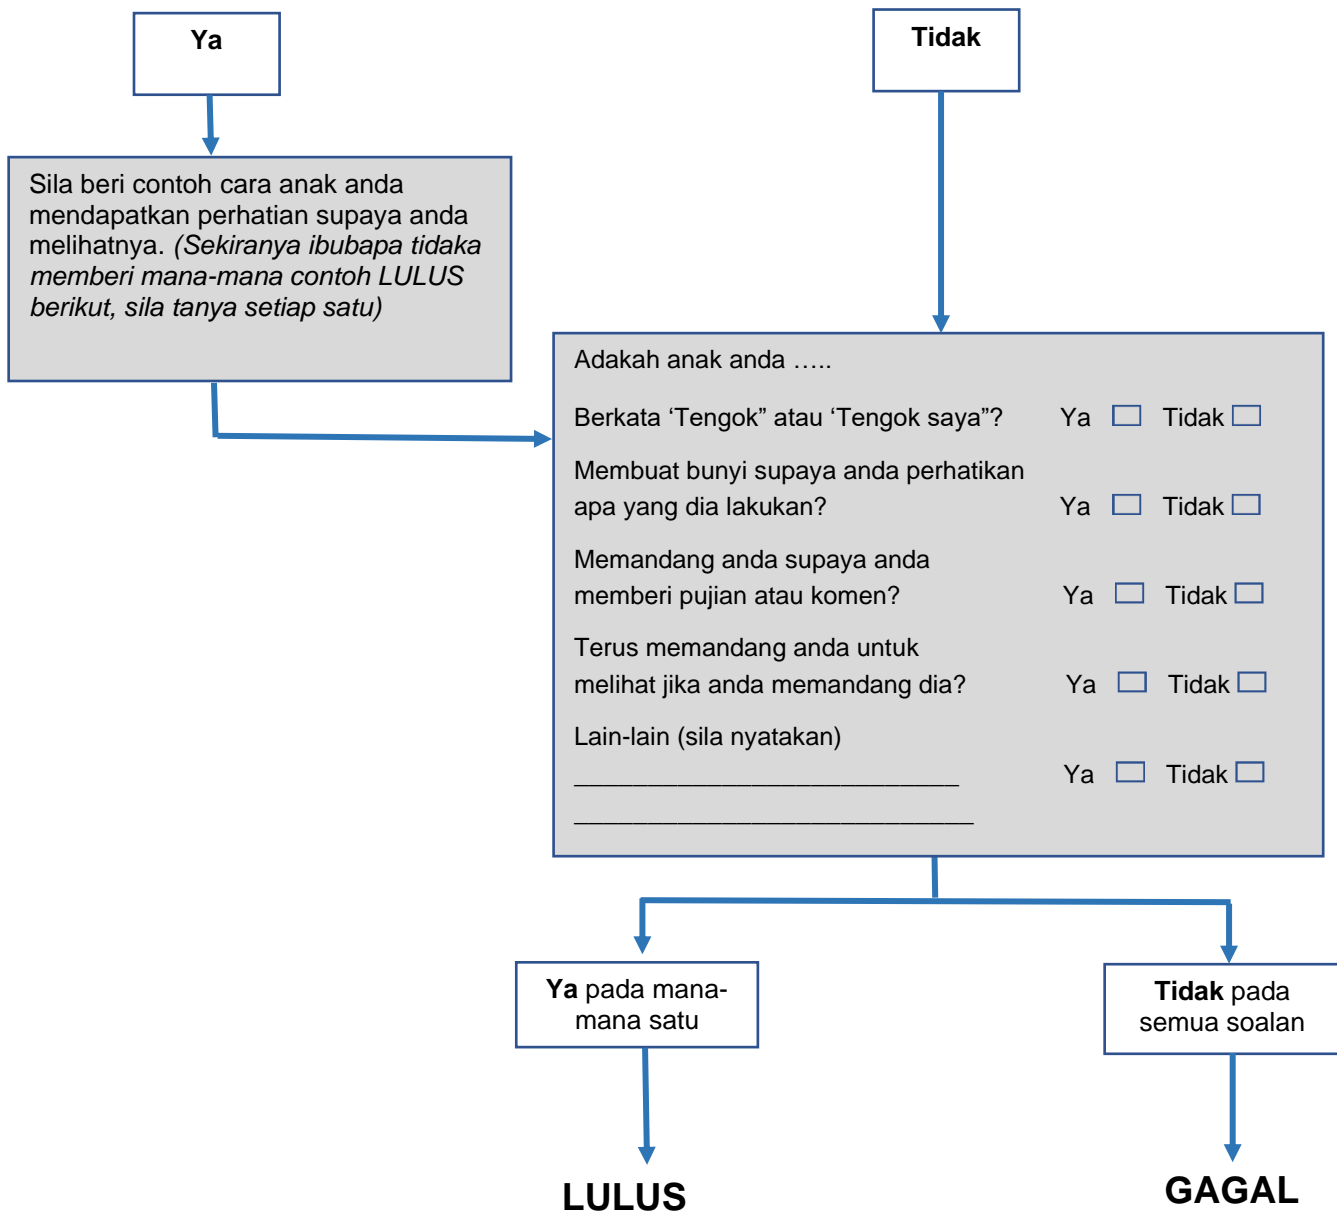 Ya
Tidak
Sila beri contoh cara anak anda
mendapatkan perhatian supaya anda
melihatnya. (Sekiranya ibubapa tidaka
memberi mana-mana contoh LULUS
berikut, sila tanya setiap satu)
Adakah anak anda …..
Berkata ‘Tengok” atau ‘Tengok saya”? Ya Tidak
Membuat bunyi supaya anda perhatikan
apa yang dia lakukan? Ya Tidak
Memandang anda supaya anda
memberi pujian atau komen? Ya Tidak
Terus memandang anda untuk
melihat jika anda memandang dia? Ya Tidak
Lain-lain (sila nyatakan)
__________________________ Ya Tidak
___________________________
Ya pada mana-
mana satu
Tidak pada
semua soalan
LULUS
GAGAL